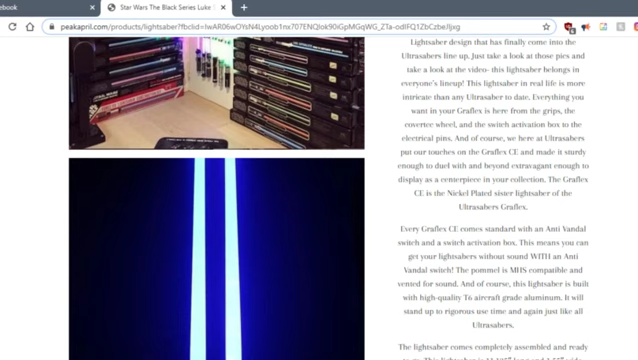 ebook
Star Wars The Black Series Luke
peakapril.com/products/lightsaber?fbclid=
Lightsaber design that has finally come into the
Ultrasabers line up. Just take a look at those pics and
take a look at the video- this lightsaber belongs in
everyone's lineup! This lightsaber in real life is more
intricate than any Ultrasaber to date. Everything you
want in your Graflex is here from the grips, the
covertec wheel, and the switch activation box to the
electrical pins. And of course, we here at Ultrasabers
put our touches on the Graflex CE and made it sturdy
enough to duel with and beyond extravagant enough to
display as a centerpiece in your collection. The Graflex
CE is the Nickel Plated sister lightsaber of the
Ultrasabers Graflex.
Every Graflex CE comes standard with an Anti Vandal
switch and a switch activation box. This means you can
get your lightsabers without sound WITH an Anti
Vandal switch! The pommel is MHS compatible and
vented for sound. And of course, this lightsaber is built
with high-quality T6 aircraft grade aluminum. It will
stand up to rigorous use time and again just like all
Ultrasabers.
The lightsaber comes completely assembled and ready